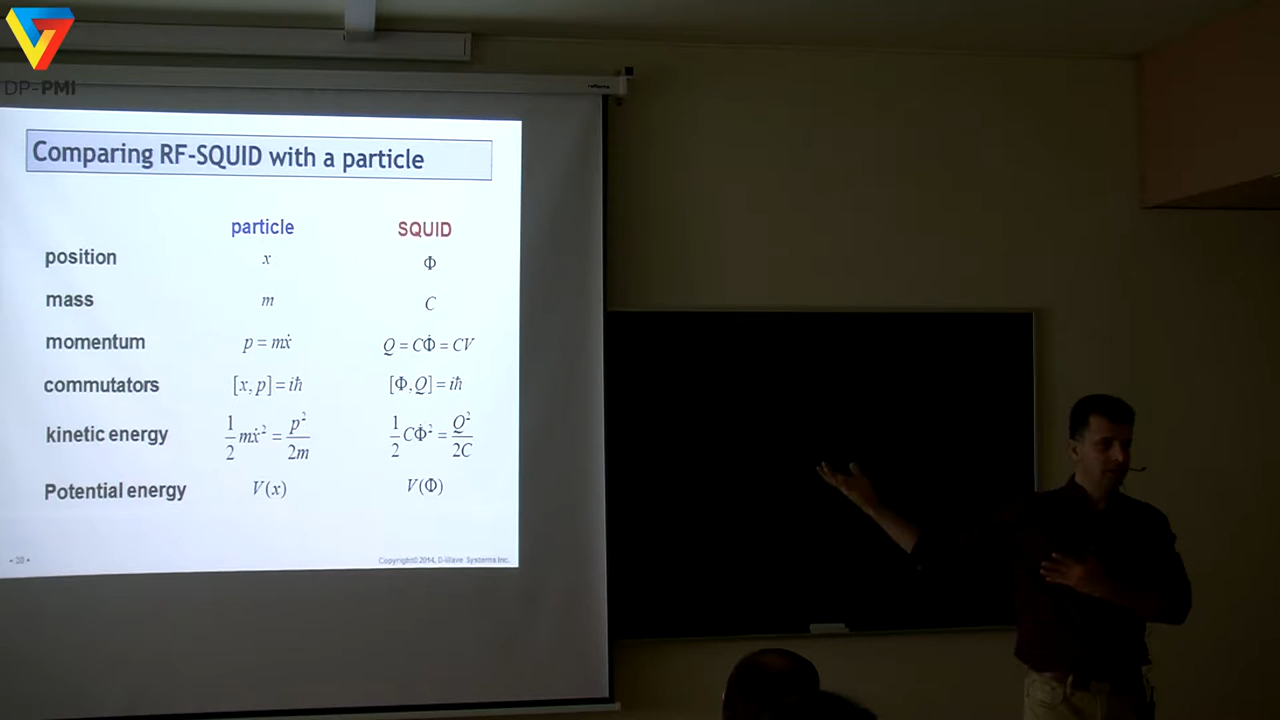 DP-PMI
reflecta
Comparing RF-SQUID with a particle
particle SQUID
position x Φ
mass m C
momentum p = mẋ Q = CΦ̇ = CV
commutators [x, p] = iħ [Φ, Q] = iħ
kinetic energy 1/2 mẋ² = p²/2m 1/2 CΦ̇² = Q²/2C
Potential energy V(x) V(Φ)
Copyright© 2014, D-Wave Systems Inc.